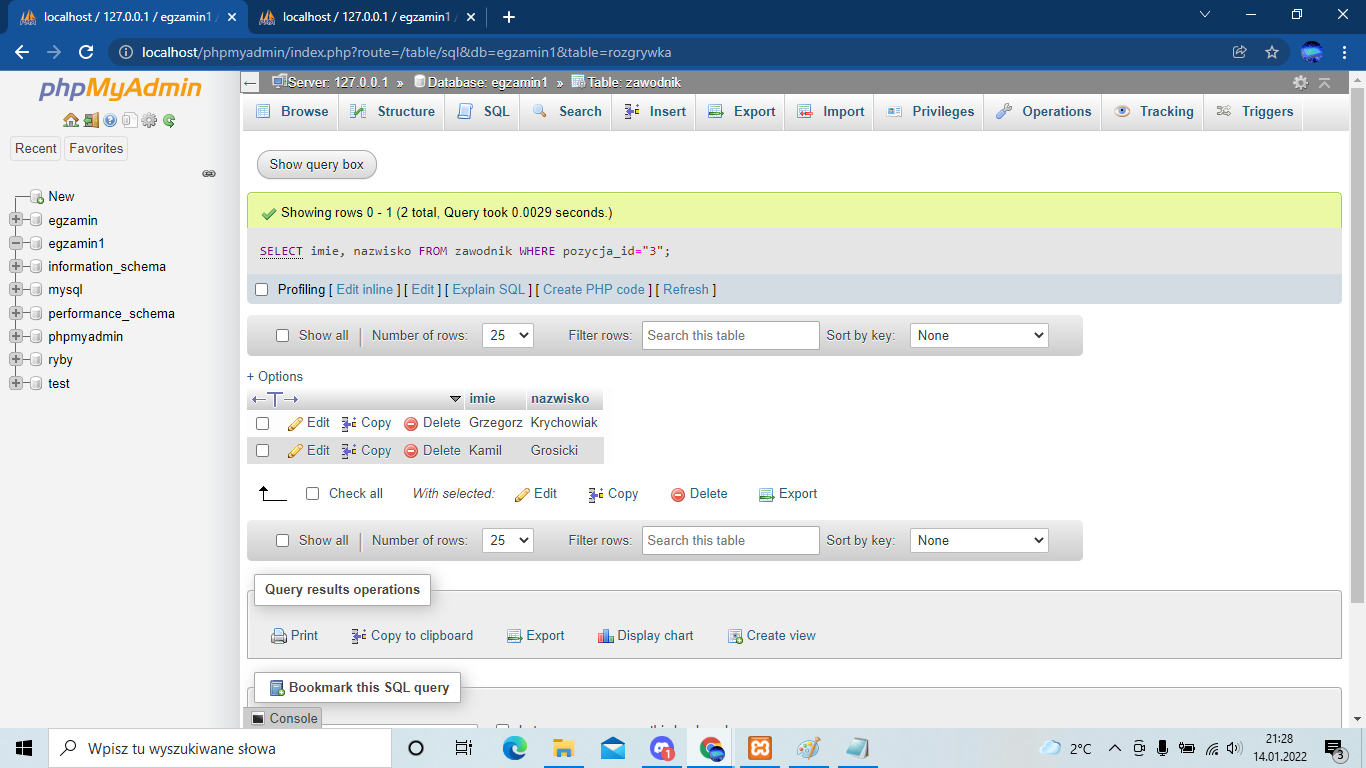 localhost / 127.0.0.1 / egzamin1
localhost / 127.0.0.1 / egzamin1
localhost/phpmyadmin/index.php?route=/table/sql&db=egzamin1&table=rozgrywka
phpMyAdmin
Recent Favorites
New
egzamin
egzamin1
information_schema
mysql
performance_schema
phpmyadmin
ryby
test
Server: 127.0.0.1 » Database: egzamin1 » Table: zawodnik
Browse Structure SQL Search Insert Export Import Privileges Operations Tracking Triggers
Show query box
Showing rows 0 - 1 (2 total, Query took 0.0029 seconds.)
SELECT imie, nazwisko FROM zawodnik WHERE pozycja_id="3";
Profiling [ Edit inline ] [ Edit ] [ Explain SQL ] [ Create PHP code ] [ Refresh ]
Show all | Number of rows: 25 Filter rows: Search this table Sort by key: None
+ Options
←T→ imie nazwisko
Edit Copy Delete Grzegorz Krychowiak
Edit Copy Delete Kamil Grosicki
Check all With selected: Edit Copy Delete Export
Show all | Number of rows: 25 Filter rows: Search this table Sort by key: None
Query results operations
Print Copy to clipboard Export Display chart Create view
Bookmark this SQL query
Console
Wpisz tu wyszukiwane słowa
1
2°C
21:28
14.01.2022
3